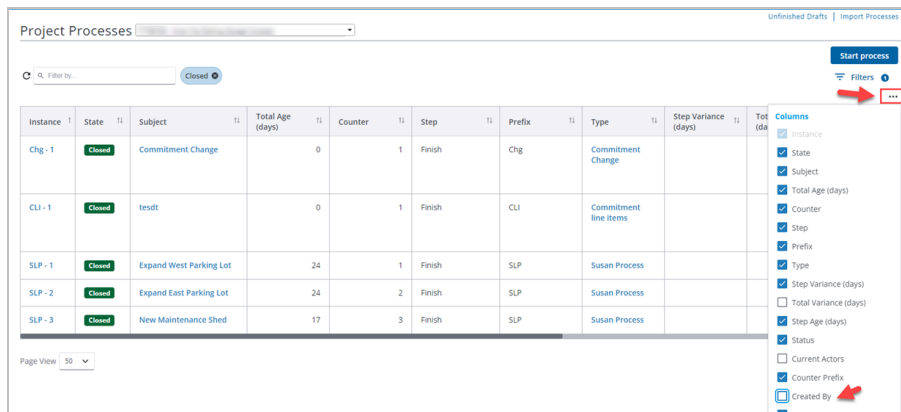 Unfinished Drafts | Import Processes
Project Processes
Start process
Filter by...
Closed
Filters 1
...
Instance State Subject Total Age (days) Counter Step Prefix Type Step Variance (days)
Chg - 1 Closed Commitment Change 0 1 Finish Chg Commitment Change
CLI - 1 Closed tesdt 0 1 Finish CLI Commitment line items
SLP - 1 Closed Expand West Parking Lot 24 1 Finish SLP Susan Process
SLP - 2 Closed Expand East Parking Lot 24 2 Finish SLP Susan Process
SLP - 3 Closed New Maintenance Shed 17 3 Finish SLP Susan Process
Page View 50
Columns
Instance
State
Subject
Total Age (days)
Counter
Step
Prefix
Type
Step Variance (days)
Total Variance (days)
Step Age (days)
Status
Current Actors
Counter Prefix
Created By